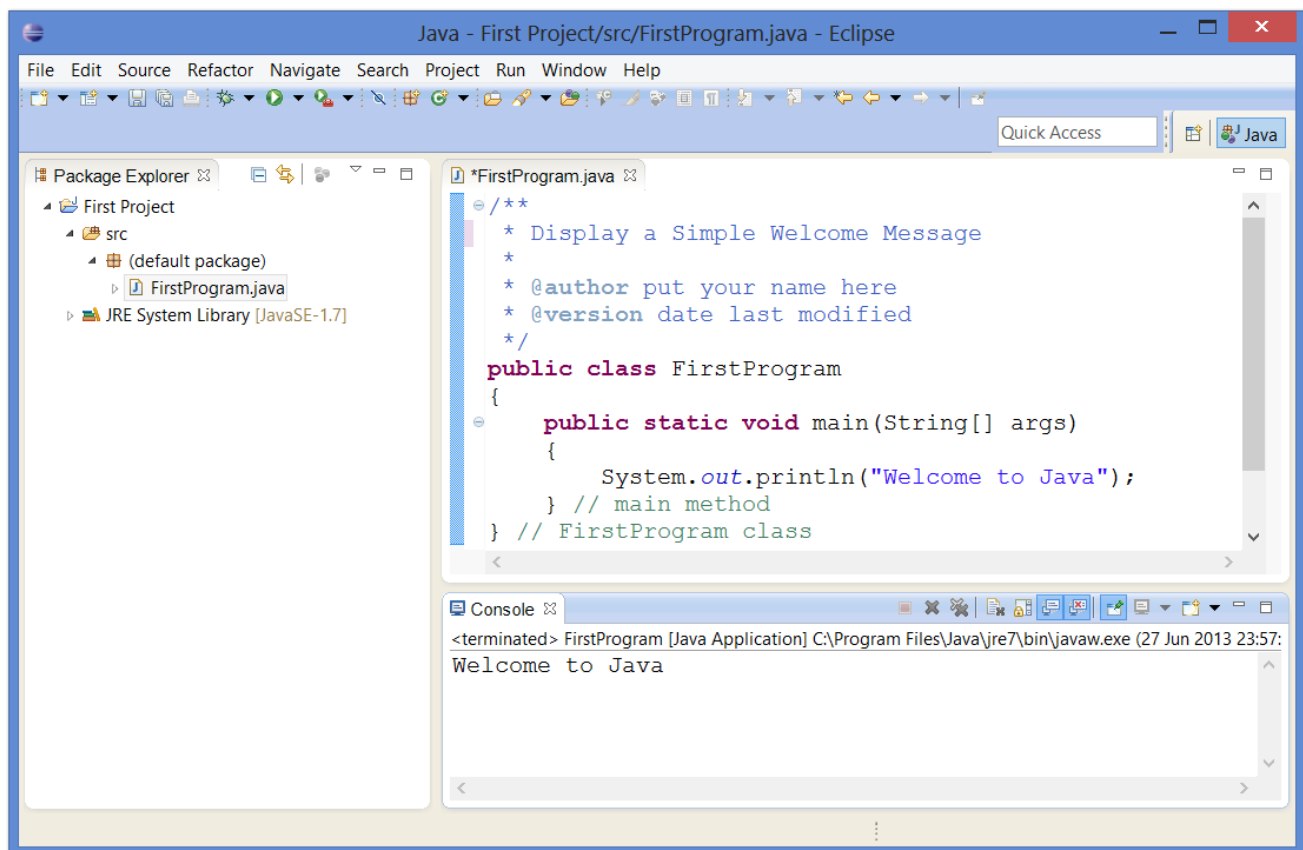 Java - First Project/src/FirstProgram.java - Eclipse
File Edit Source Refactor Navigate Search Project Run Window Help
Quick Access
Java
Package Explorer
First Project
src
(default package)
FirstProgram.java
JRE System Library [JavaSE-1.7]
*FirstProgram.java
/**
* Display a Simple Welcome Message
*
* @author put your name here
* @version date last modified
*/
public class FirstProgram
{
public static void main(String[] args)
{
System.out.println("Welcome to Java");
} // main method
} // FirstProgram class
Console
<terminated> FirstProgram [Java Application] C:\Program Files\Java\jre7\bin\javaw.exe (27 Jun 2013 23:57:
Welcome to Java